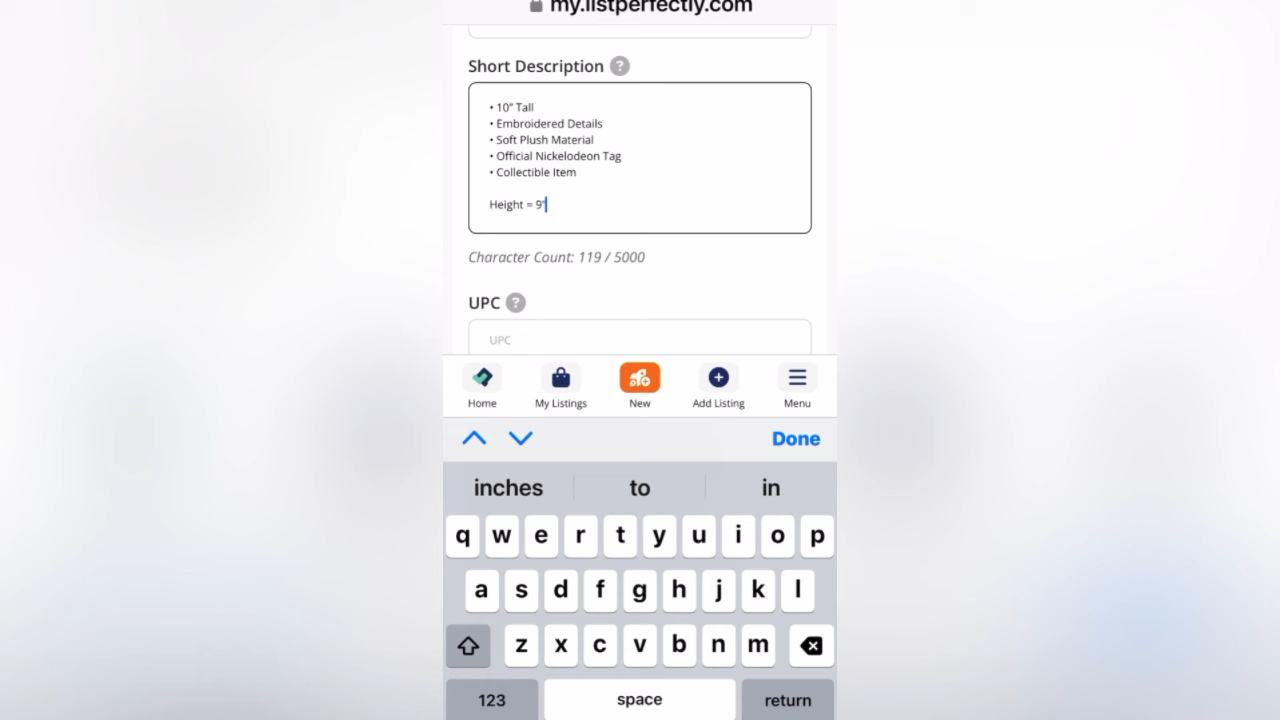 my.listperfectly.com
Short Description ?
• 10" Tall
• Embroidered Details
• Soft Plush Material
• Official Nickelodeon Tag
• Collectible Item
Height = 9"
Character Count: 119 / 5000
UPC ?
UPC
Home My Listings New Add Listing Menu
Done
inches to in
q w e r t y u i o p
a s d f g h j k l
z x c v b n m
123 space return